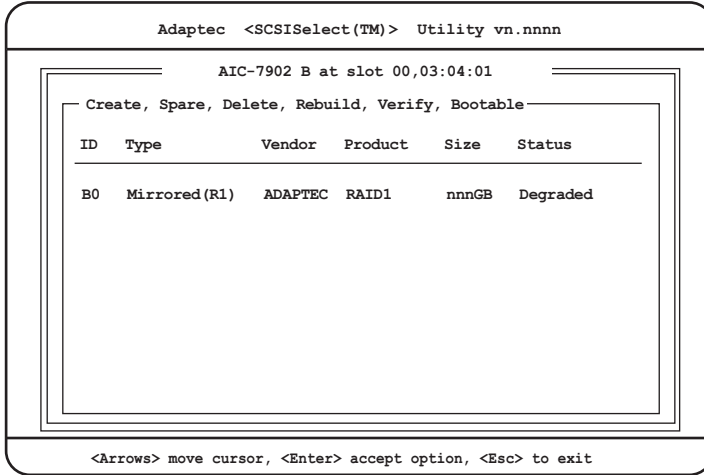 Adaptec <SCSISelect(TM)> Utility vn.nnnn
AIC-7902 B at slot 00,03:04:01
Create, Spare, Delete, Rebuild, Verify, Bootable
ID Type Vendor Product Size Status
B0 Mirrored(R1) ADAPTEC RAID1 nnnGB Degraded
<Arrows> move cursor, <Enter> accept option, <Esc> to exit